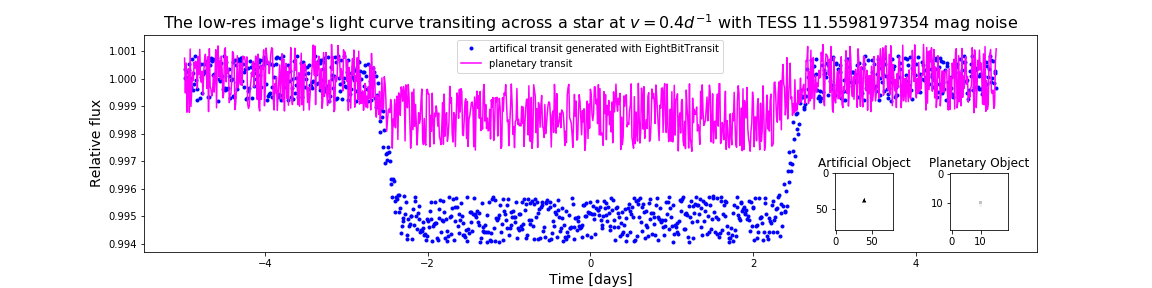 The low-res image's light curve transiting across a star at v = 0.4d⁻¹ with TESS 11.5598197354 mag noise
artifical transit generated with EightBitTransit
planetary transit
Relative flux
1.001
1.000
0.999
0.998
0.997
0.996
0.995
0.994
Artificial Object
0
50
0 50
Planetary Object
0
10
0 10
−4 −2 0 2 4
Time [days]